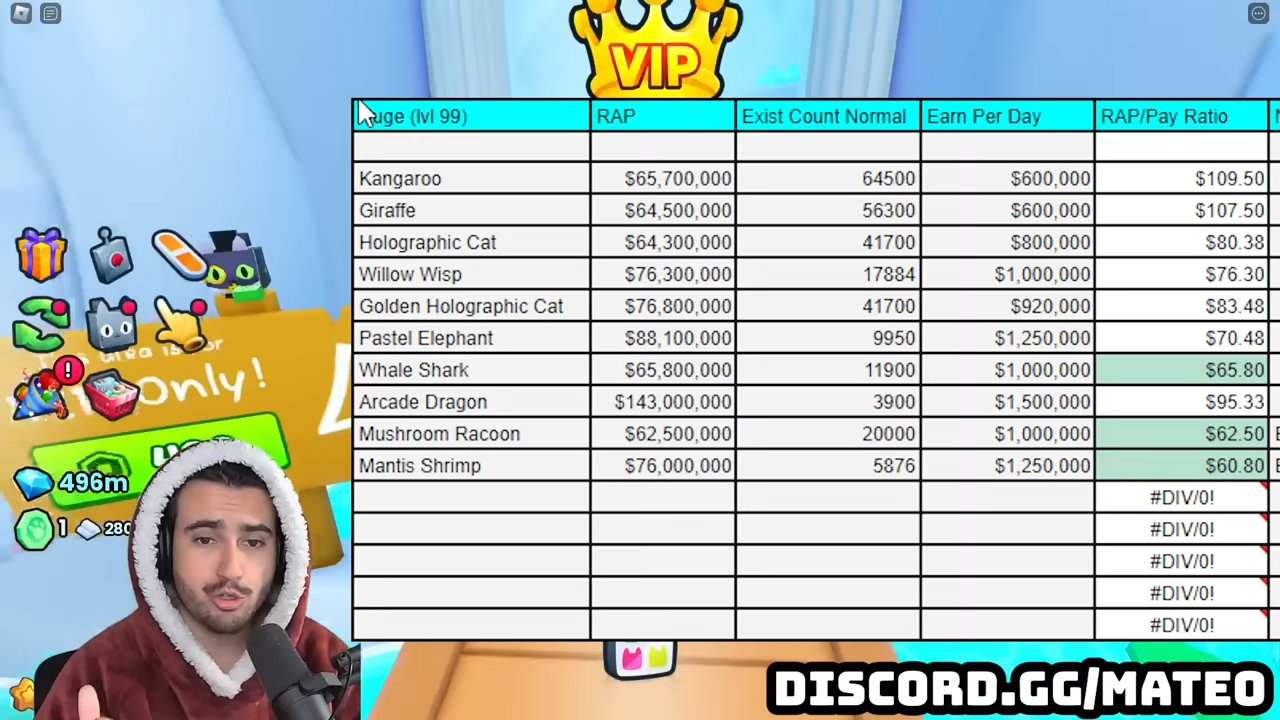 VIP
uge (lvl 99) RAP Exist Count Normal Earn Per Day RAP/Pay Ratio
Kangaroo $65,700,000 64500 $600,000 $109.50
Giraffe $64,500,000 56300 $600,000 $107.50
Holographic Cat $64,300,000 41700 $800,000 $80.38
Willow Wisp $76,300,000 17884 $1,000,000 $76.30
Golden Holographic Cat $76,800,000 41700 $920,000 $83.48
Pastel Elephant $88,100,000 9950 $1,250,000 $70.48
Whale Shark $65,800,000 11900 $1,000,000 $65.80
Arcade Dragon $143,000,000 3900 $1,500,000 $95.33
Mushroom Racoon $62,500,000 20000 $1,000,000 $62.50
Mantis Shrimp $76,000,000 5876 $1,250,000 $60.80
#DIV/0!
#DIV/0!
#DIV/0!
#DIV/0!
#DIV/0!
area is for
Only!
!
496m
1 280
DISCORD.GG/MATEO